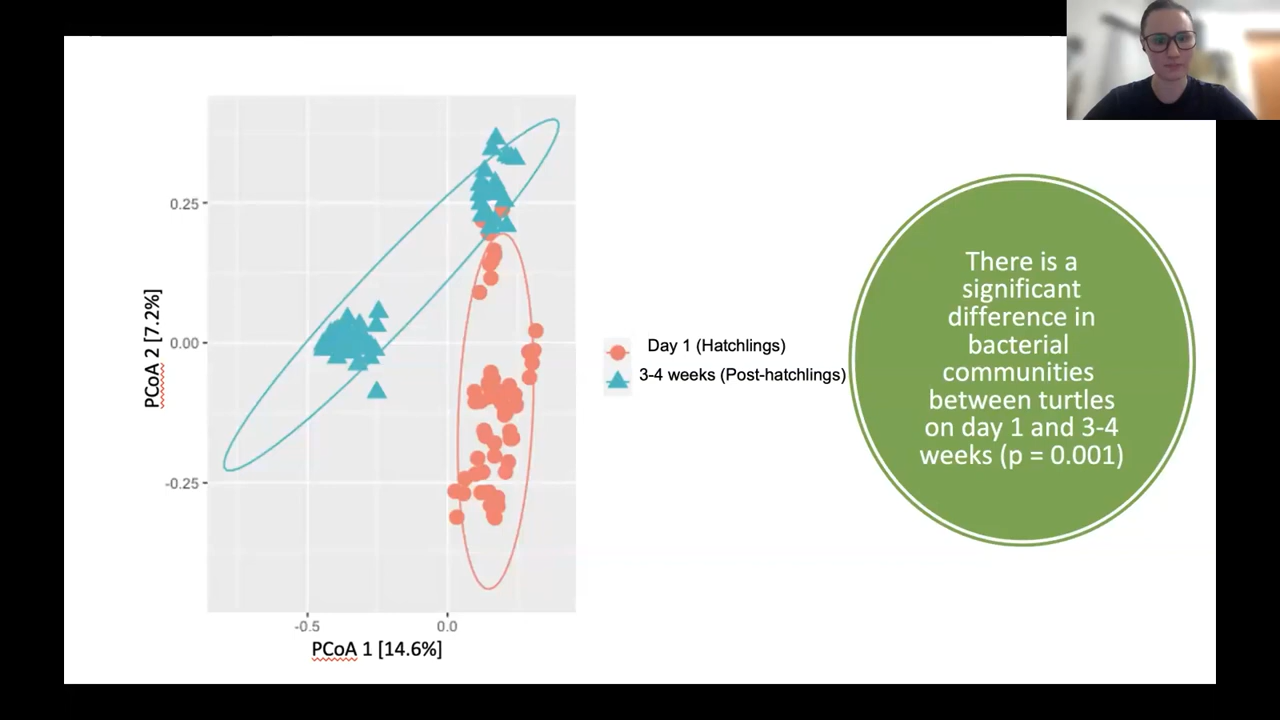 0.25
0.00
-0.25
PCoA 2 [7.2%]
-0.5
0.0
PCoA 1 [14.6%]
Day 1 (Hatchlings)
3-4 weeks (Post-hatchlings)
There is a
significant
difference in
bacterial
communities
between turtles
on day 1 and 3-4
weeks (p = 0.001)